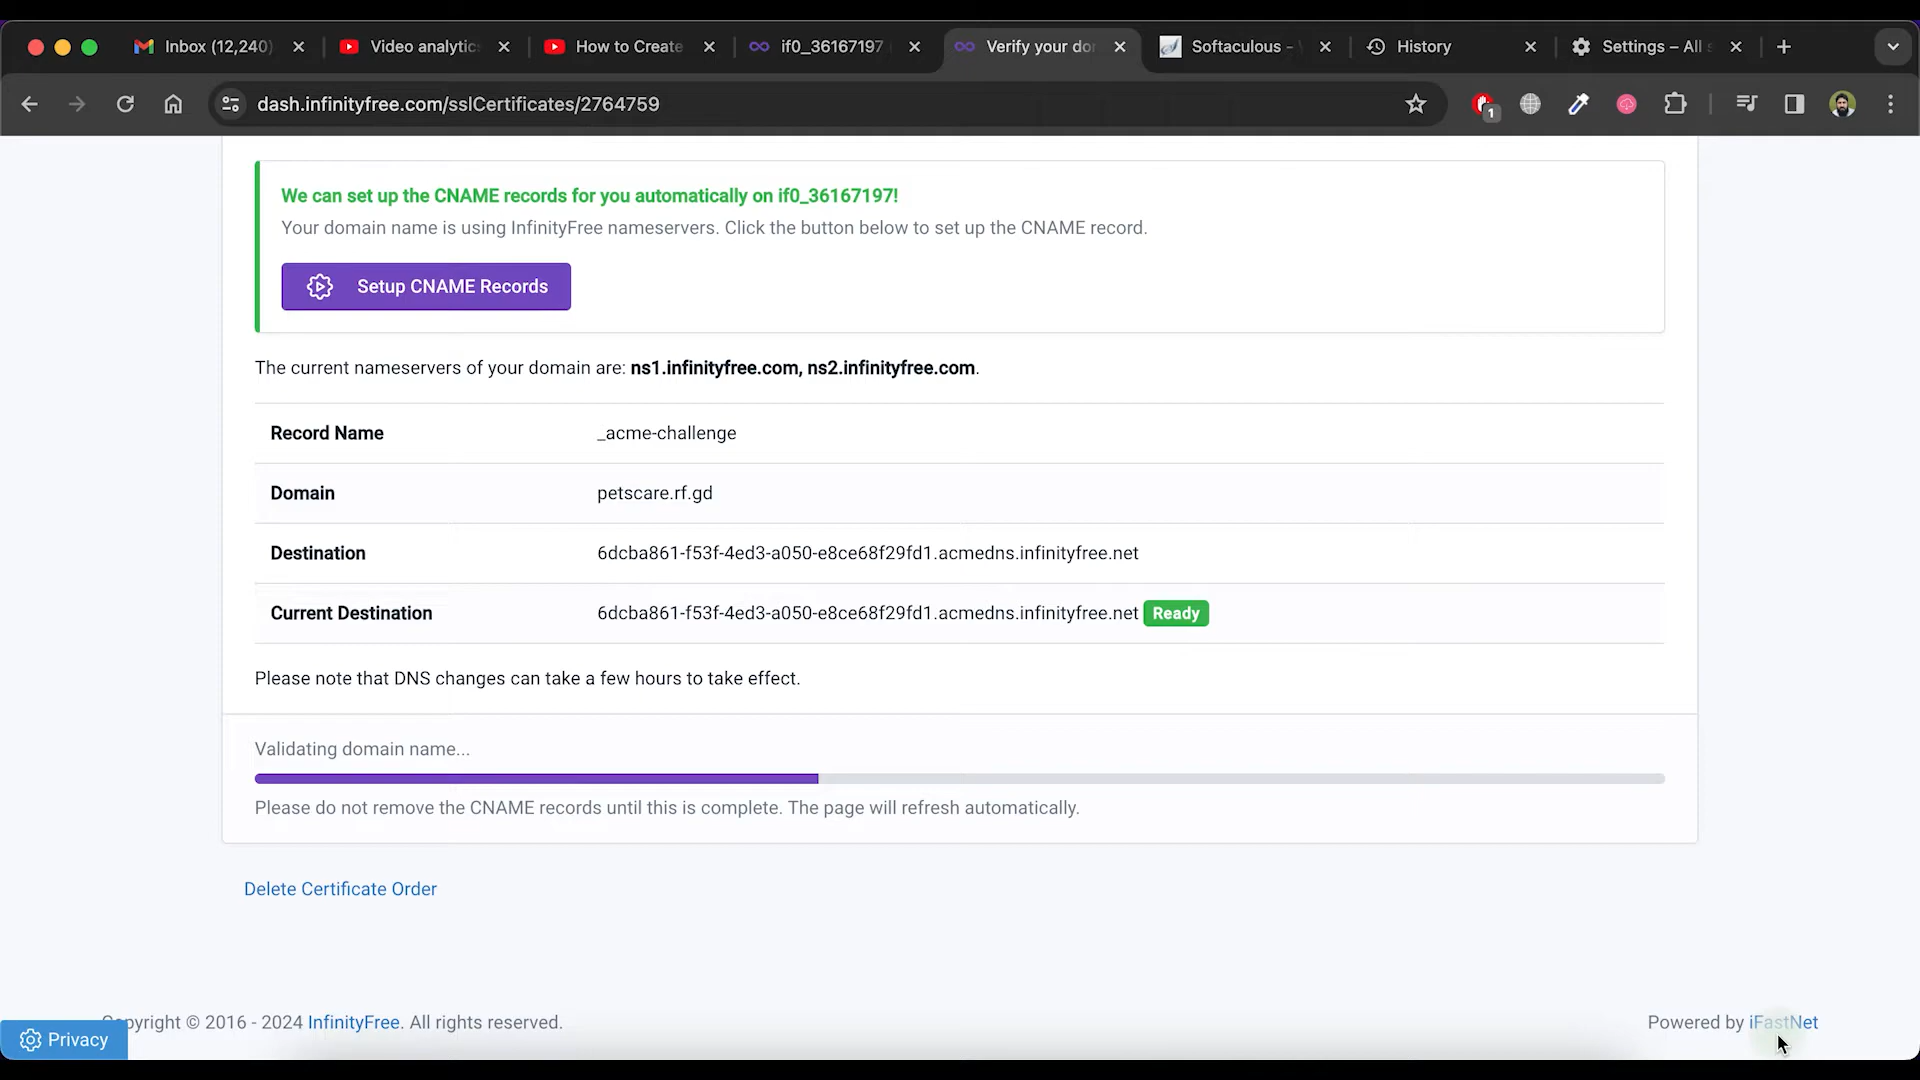 Inbox (12,240)
Video analytic
How to Create
if0_36167197
Verify your do
Softaculous -
History
Settings – All
dash.infinityfree.com/sslCertificates/2764759
1
We can set up the CNAME records for you automatically on if0_36167197!
Your domain name is using InfinityFree nameservers. Click the button below to set up the CNAME record.
Setup CNAME Records
The current nameservers of your domain are: ns1.infinityfree.com, ns2.infinityfree.com.
Record Name _acme-challenge
Domain petscare.rf.gd
Destination 6dcba861-f53f-4ed3-a050-e8ce68f29fd1.acmedns.infinityfree.net
Current Destination 6dcba861-f53f-4ed3-a050-e8ce68f29fd1.acmedns.infinityfree.net Ready
Please note that DNS changes can take a few hours to take effect.
Validating domain name...
Please do not remove the CNAME records until this is complete. The page will refresh automatically.
Delete Certificate Order
Copyright © 2016 - 2024 InfinityFree. All rights reserved.
Powered by iFastNet
Privacy